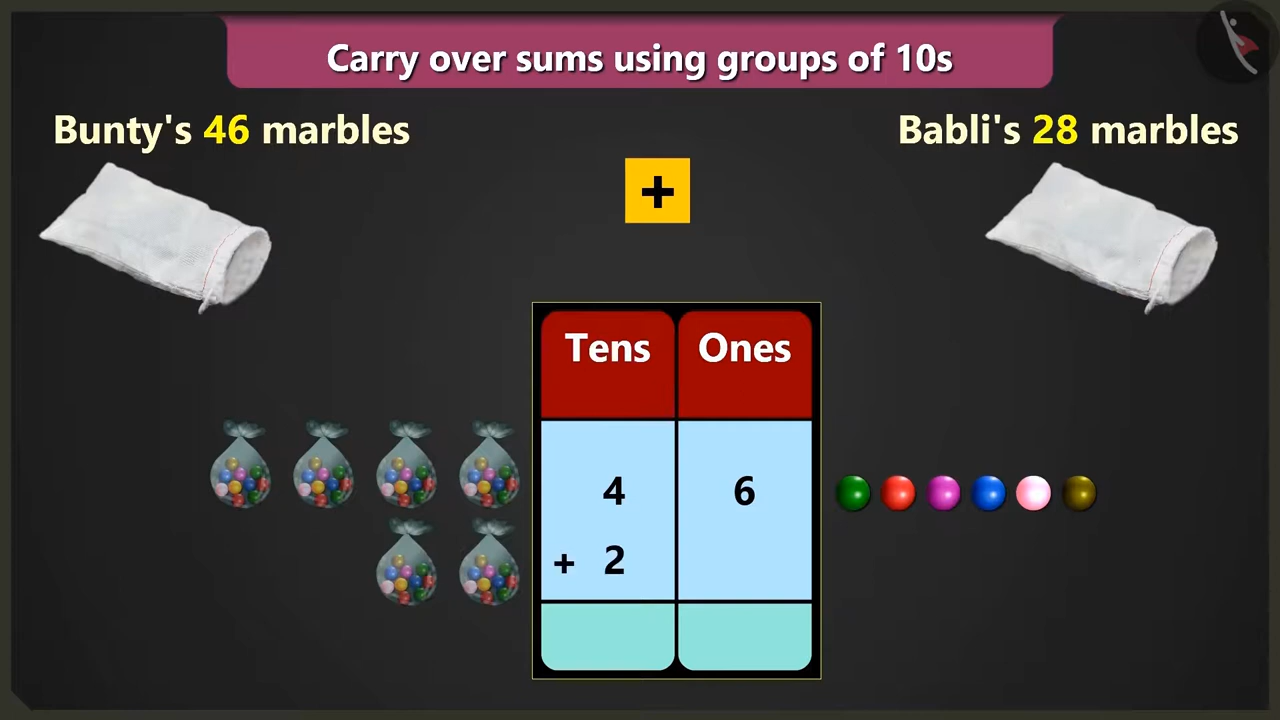 Carry over sums using groups of 10s
Bunty's 46 marbles
Babli's 28 marbles
+
Tens Ones
4 6
+ 2